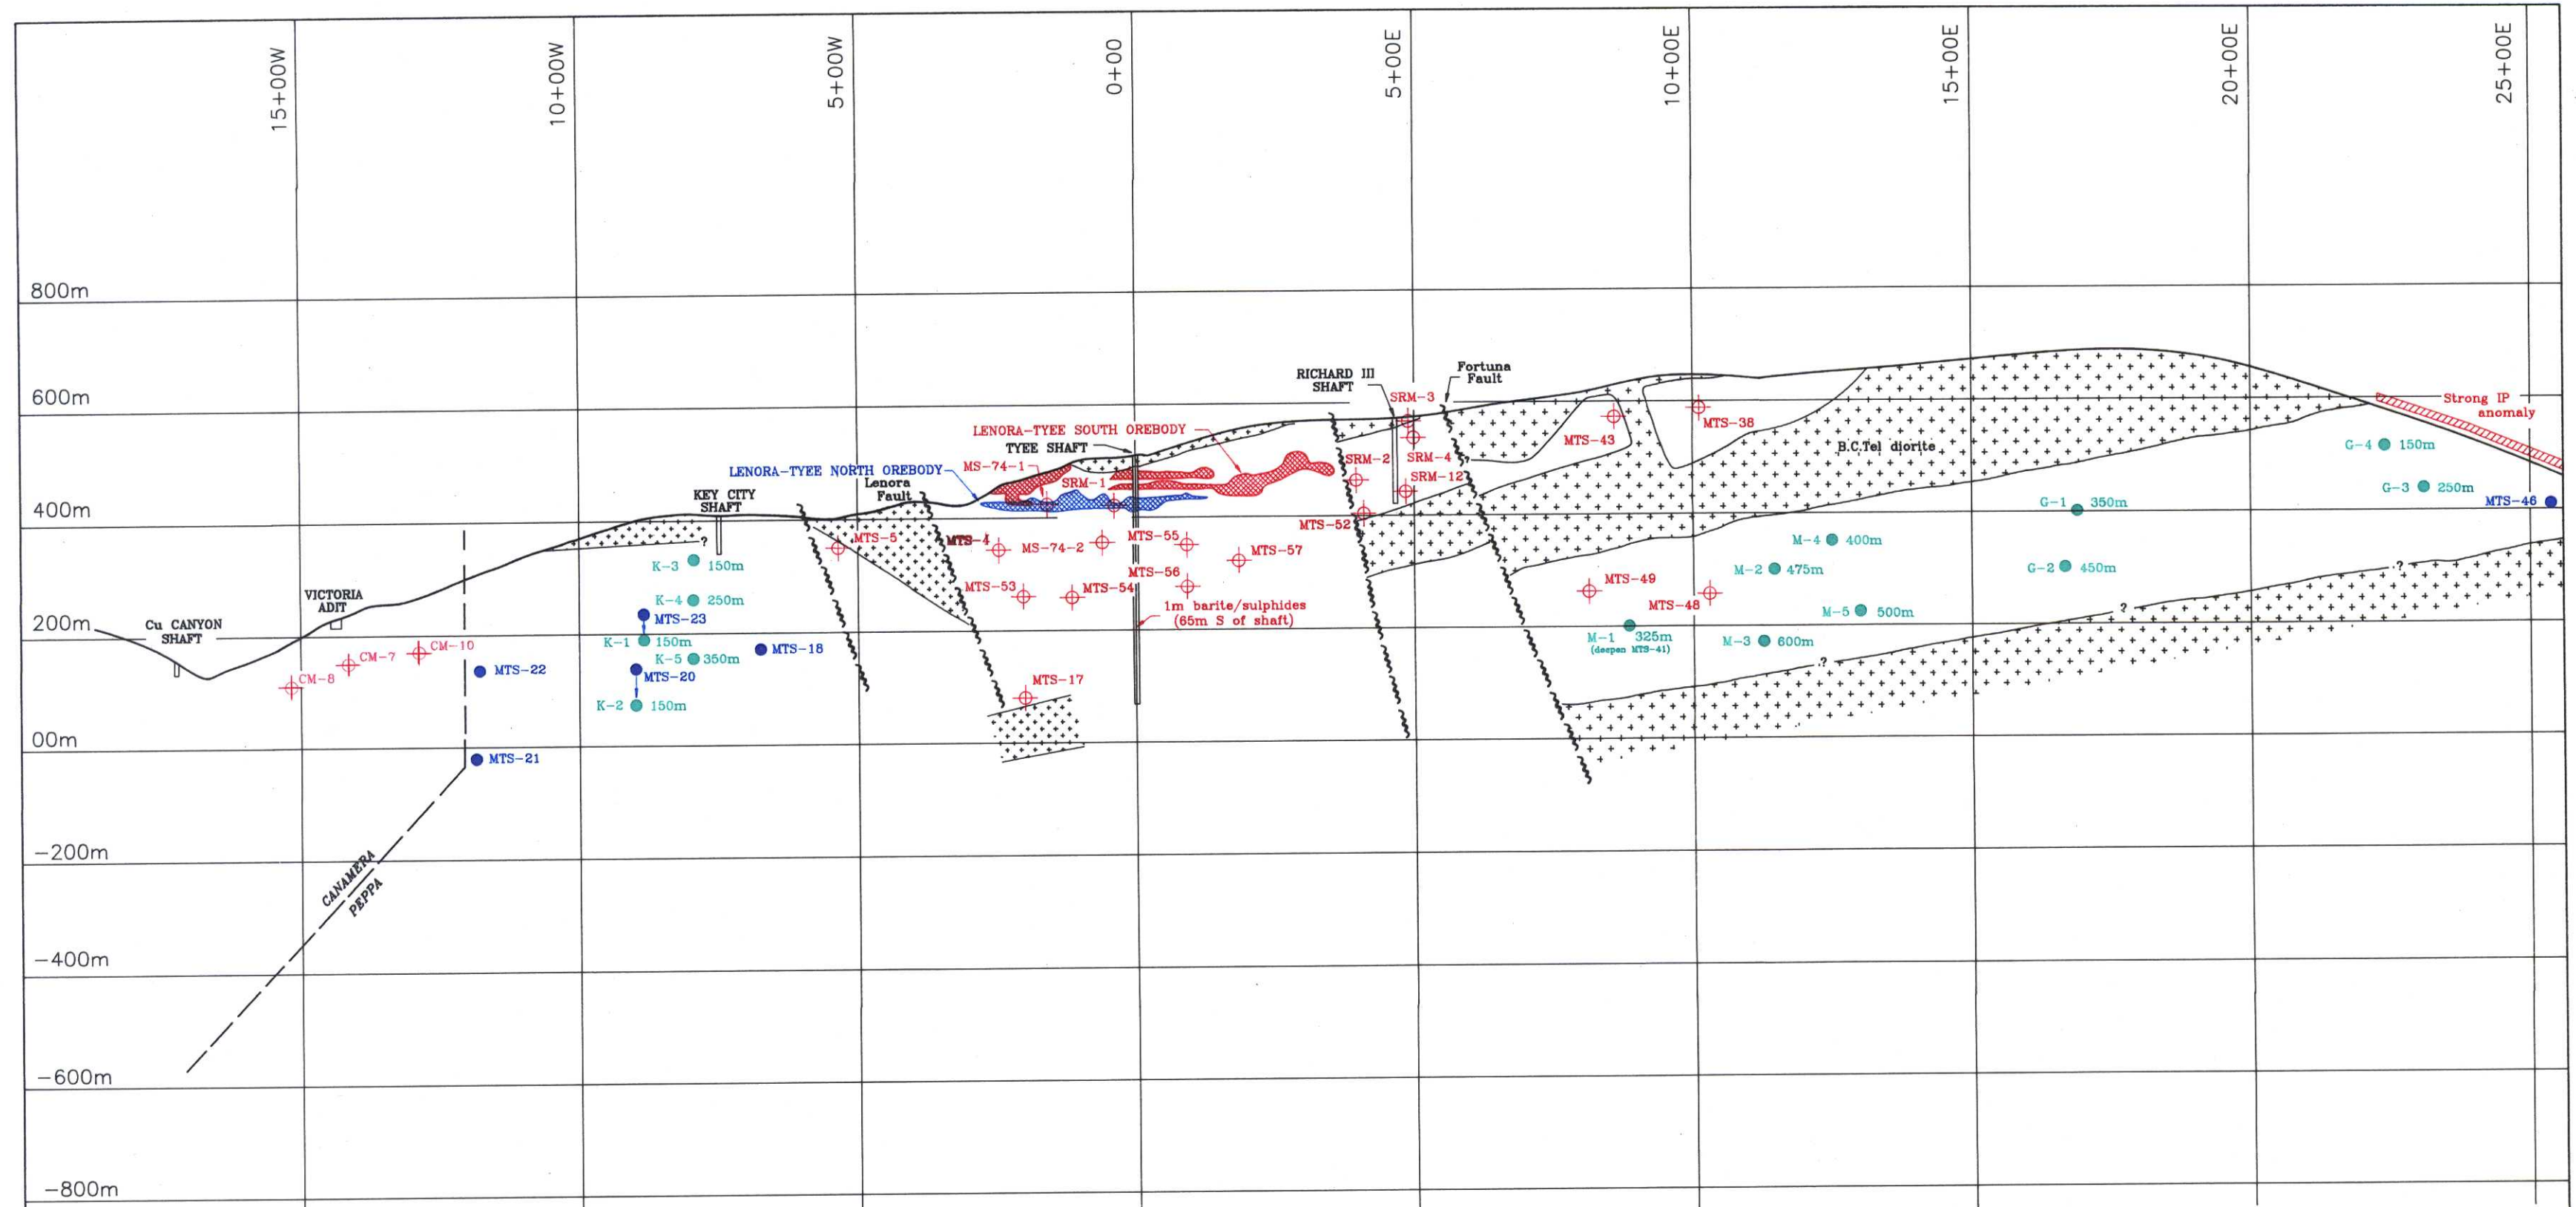 15+00W
10+00W
5+00W
0+00
5+00E
10+00E
15+00E
20+00E
25+00E
800m
600m
400m
200m
00m
-200m
-400m
-600m
-800m
Cu CANYON
SHAFT
VICTORIA
ADIT
KEY CITY
SHAFT
Lenora
Fault
LENORA-TYEE NORTH OREBODY
LENORA-TYEE SOUTH OREBODY
TYEE SHAFT
RICHARD III
SHAFT
Fortuna
Fault
Strong IP
anomaly
B.C.Tel diorite
CM-8
CM-7
CM-10
MTS-22
MTS-21
?
K-3 150m
K-4 250m
MTS-23
K-1 150m
K-5 350m
MTS-20
K-2 150m
MTS-18
MTS-5
MTS-4
MS-74-1
SRM-1
MS-74-2
MTS-55
MTS-57
MTS-53
MTS-54
MTS-56
1m barite/sulphides
(65m S of shaft)
MTS-17
SRM-3
SRM-2
SRM-4
SRM-12
MTS-52
?
MTS-43
MTS-38
MTS-49
MTS-48
M-1 325m
(deepen MTS-41)
M-4 400m
M-2 475m
M-5 500m
M-3 600m
G-4 150m
G-3 250m
MTS-46
G-1 350m
G-2 450m
?
?
?
CANAMERA
PEPPA